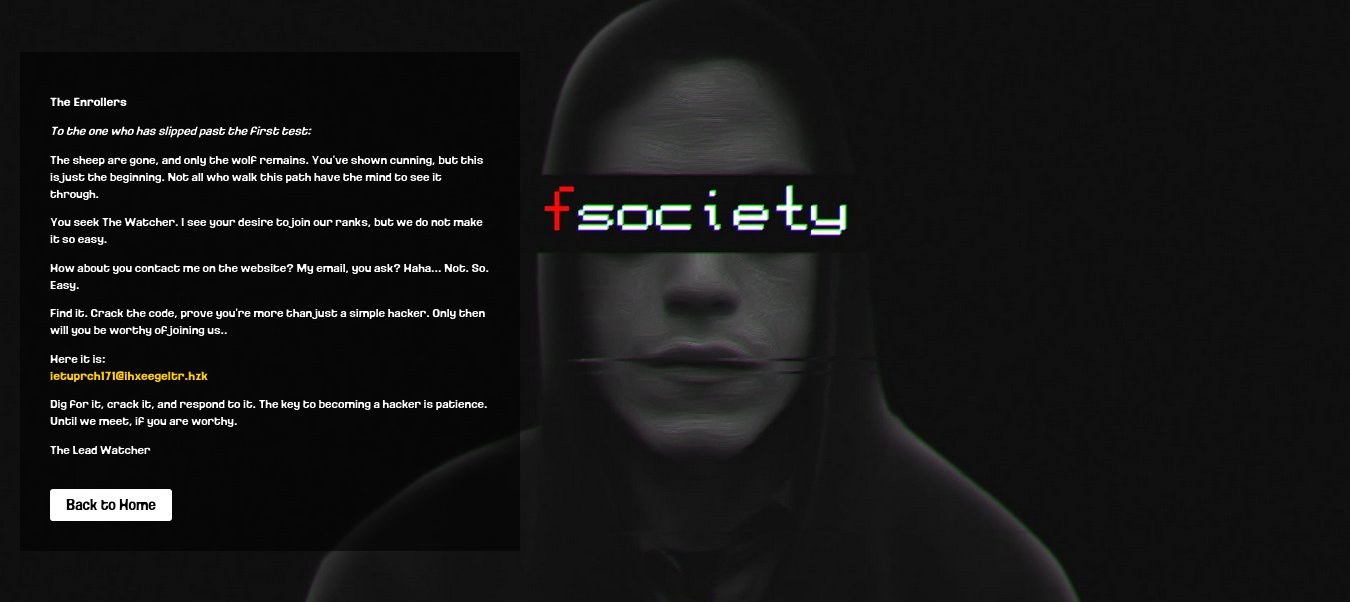 The Enrollers
To the one who has slipped past the first test:
The sheep are gone, and only the wolf remains. You've shown cunning, but this
is just the beginning. Not all who walk this path have the mind to see it
through.
You seek The Watcher. I see your desire to join our ranks, but we do not make
it so easy.
How about you contact me on the website? My email, you ask? Haha... Not. So.
Easy.
Find it. Crack the code, prove you're more than just a simple hacker. Only then
will you be worthy of joining us..
Here it is:
ietuprch171@ihxeegeltr.hzk
Dig for it, crack it, and respond to it. The key to becoming a hacker is patience.
Until we meet, if you are worthy.
The Lead Watcher
Back to Home
fsociety